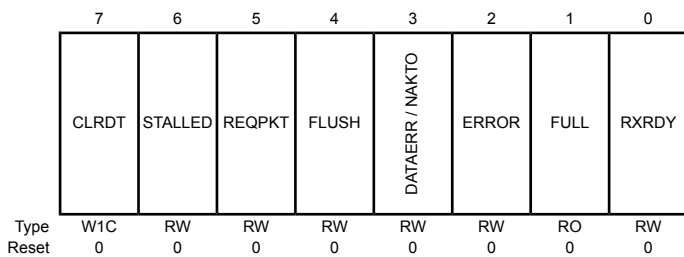 7 6 5 4 3 2 1 0
CLRDT STALLED REQPKT FLUSH DATAERR / NAKTO ERROR FULL RXRDY
Type W1C RW RW RW RW RW RO RW
Reset 0 0 0 0 0 0 0 0